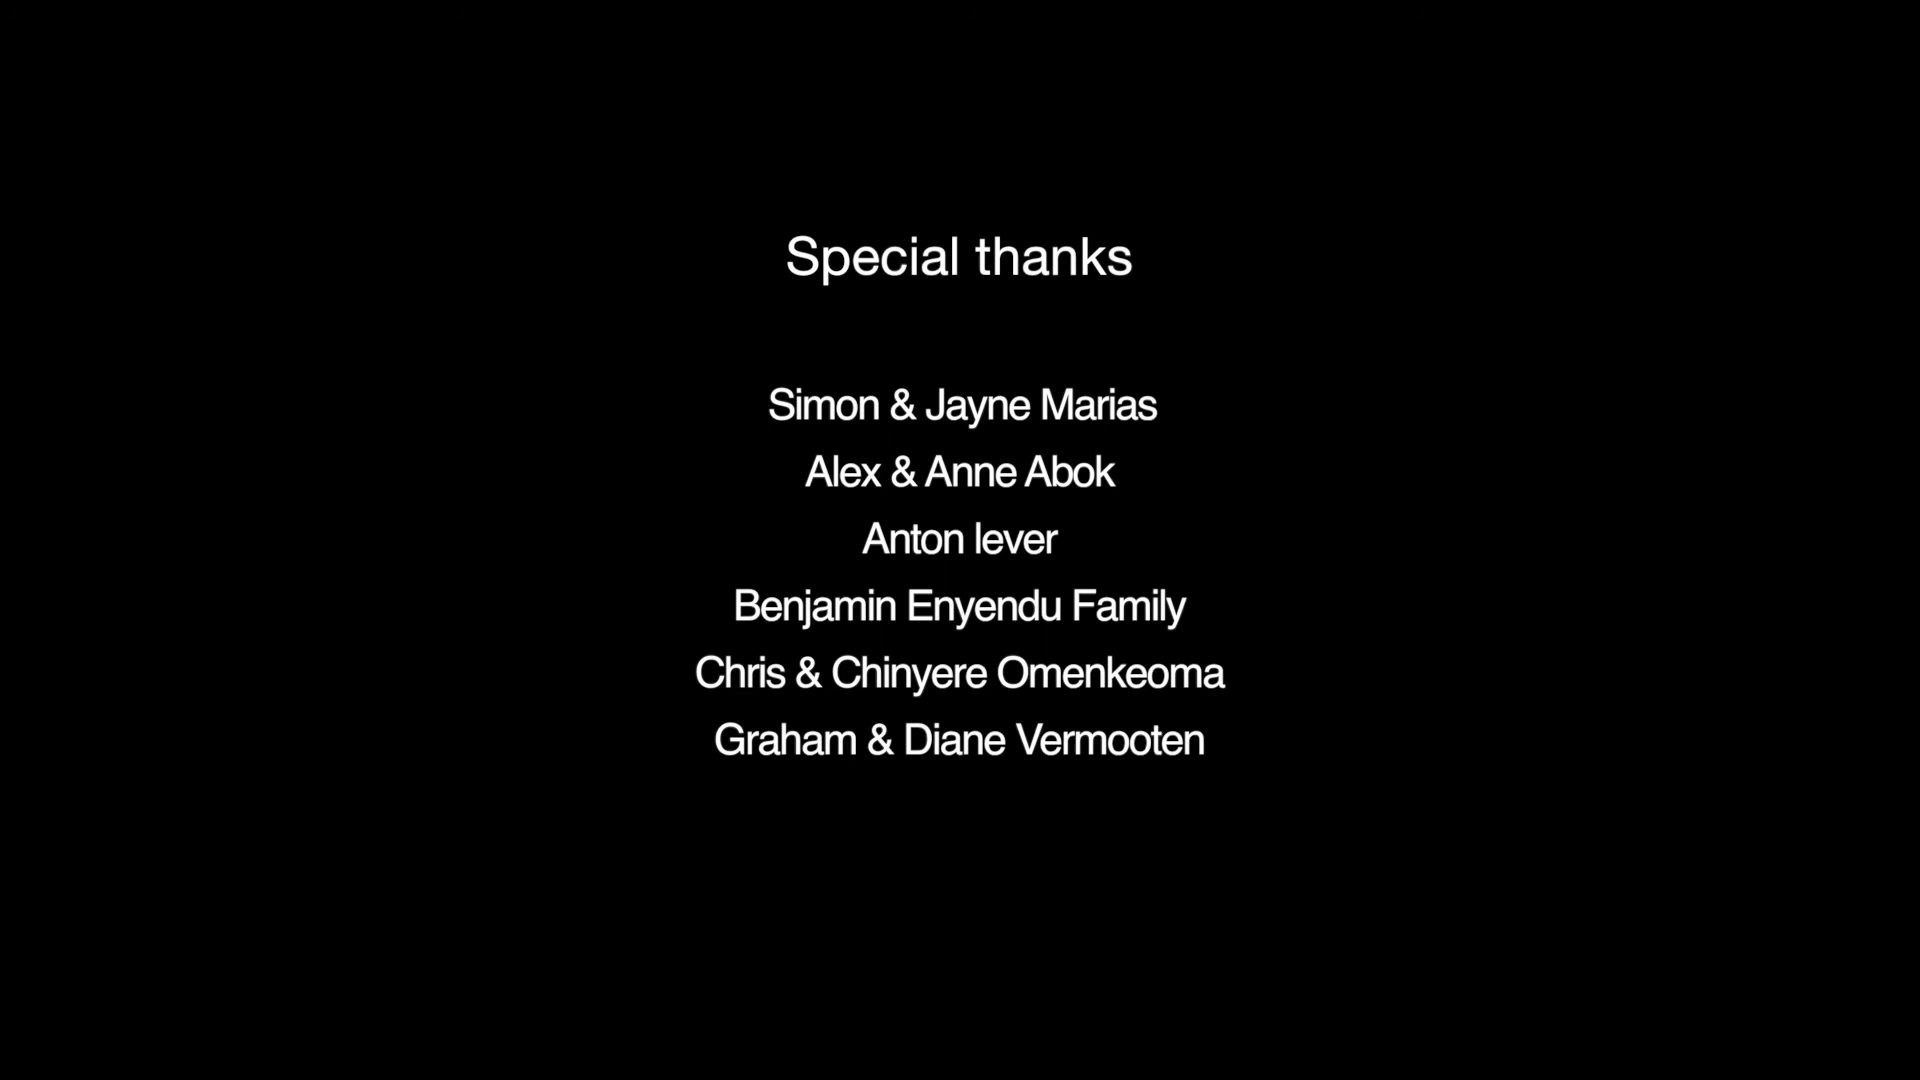 Special thanks
Simon & Jayne Marias
Alex & Anne Abok
Anton lever
Benjamin Enyendu Family
Chris & Chinyere Omenkeoma
Graham & Diane Vermooten